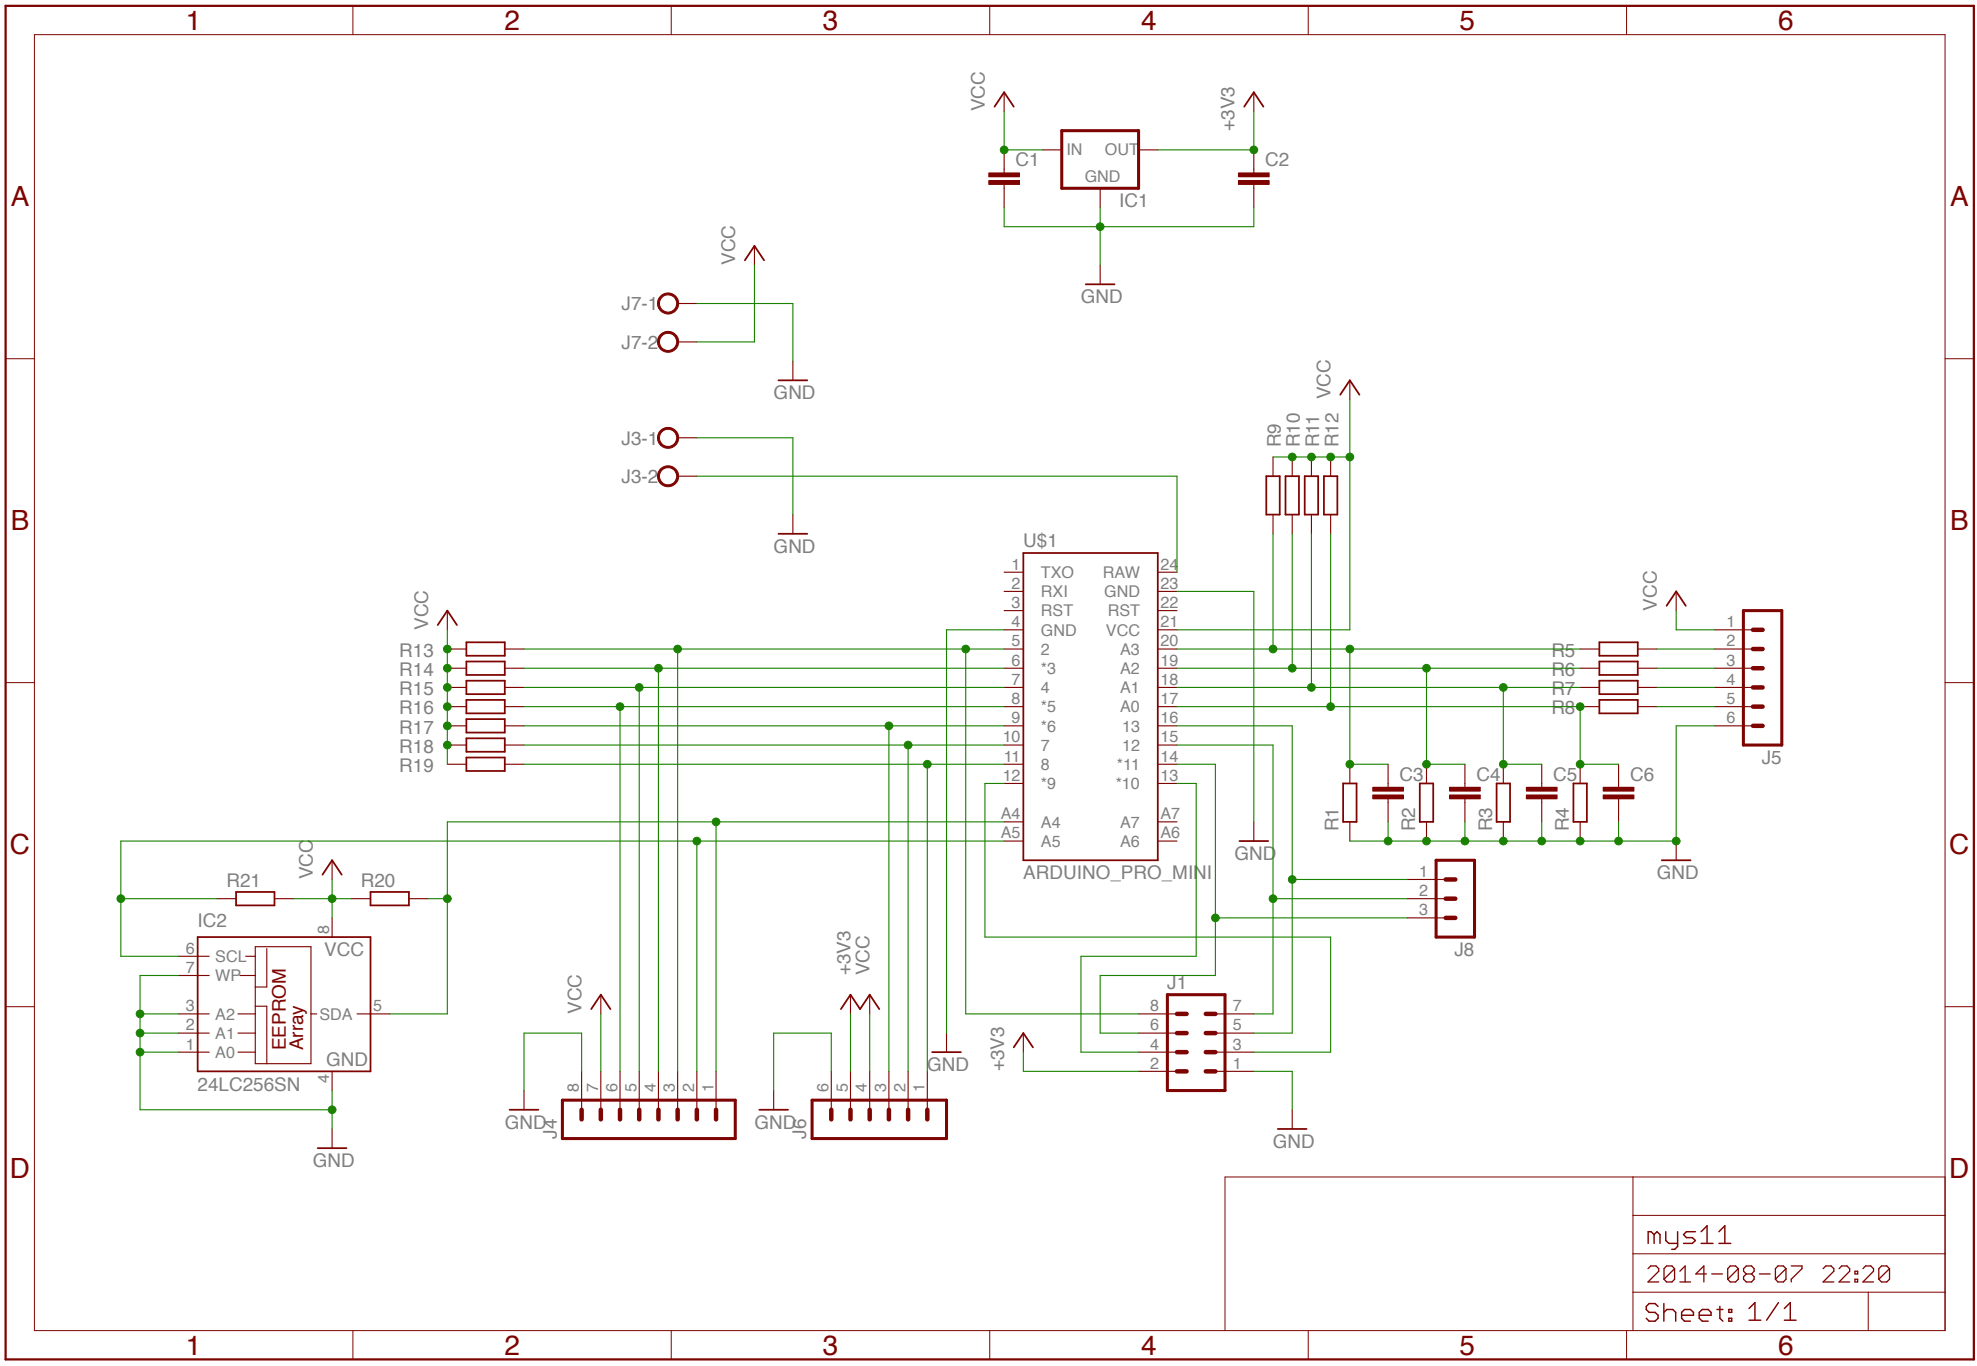 1 2 3 4 5 6
A A
VCC
+3V3
C1
IN OUT
GND
C2
IC1
GND
VCC
J7-1
J7-2
GND
J3-1
J3-2
GND
B B
VCC
R9
R10
R11
R12
U$1
1 TXO RAW 24
2 RXI GND 23
3 RST RST 22
4 GND VCC 21
5 2 A3 20
6 *3 A2 19
7 4 A1 18
8 *5 A0 17
9 *6 13 16
10 7 12 15
11 8 *11 14
12 *9 *10 13
A4 A4 A7 A7
A5 A5 A6 A6
ARDUINO_PRO_MINI
VCC
R13
R14
R15
R16
R17
R18
R19
VCC
R5
R6
R7
R8
1
2
3
4
5
6
J5
R1 C3 R2 C4 R3 C5 R4 C6
GND
GND
C C
1
2
3
J8
VCC
R21 R20
IC2
8
VCC
6 SCL
7 WP
3 A2
2 A1
1 A0
EEPROM
Array
SDA 5
GND
4
24LC256SN
GND
VCC
8 7 6 5 4 3 2 1
GND
J4
+3V3
VCC
6 5 4 3 2 1
GND
J6
GND
+3V3
J1
8 7
6 5
4 3
2 1
GND
D D
mys11
2014-08-07 22:20
Sheet: 1/1
1 2 3 4 5 6